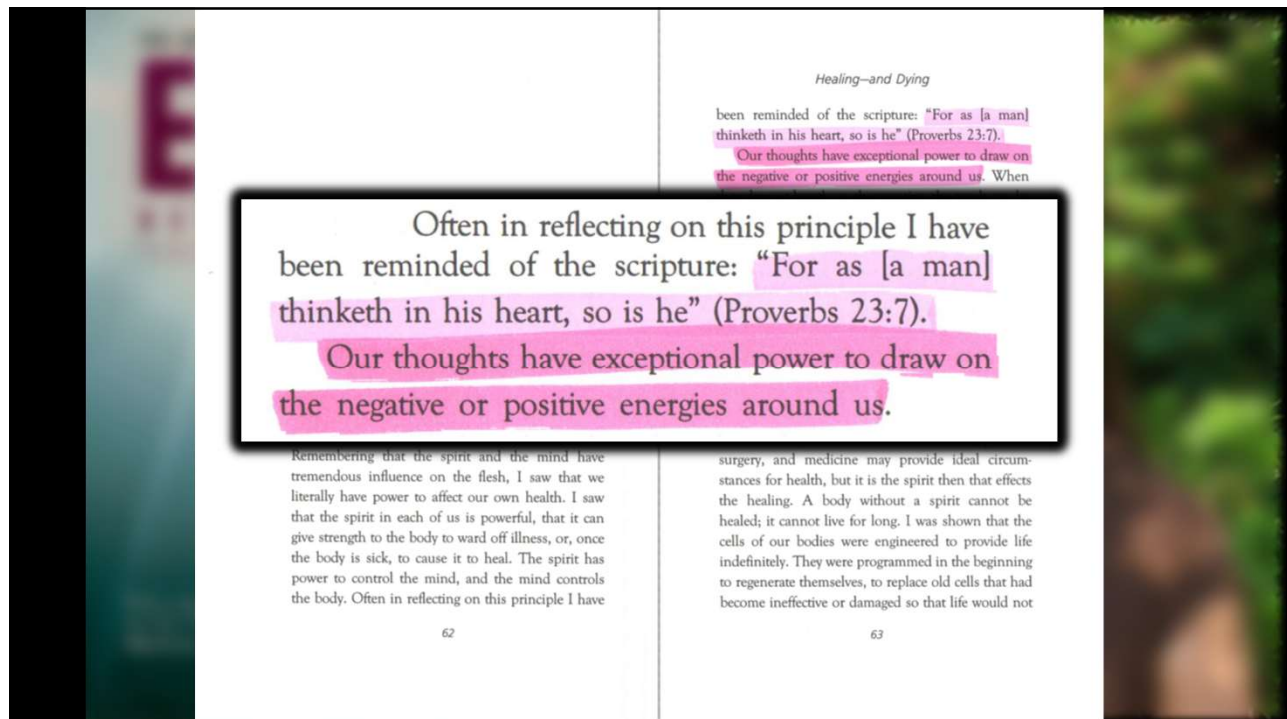 Healing—and Dying
been reminded of the scripture: “For as [a man]
thinketh in his heart, so is he” (Proverbs 23:7).
Our thoughts have exceptional power to draw on
the negative or positive energies around us. When
Often in reflecting on this principle I have
been reminded of the scripture: “For as [a man]
thinketh in his heart, so is he” (Proverbs 23:7).
Our thoughts have exceptional power to draw on
the negative or positive energies around us.
Remembering that the spirit and the mind have
tremendous influence on the flesh, I saw that we
literally have power to affect our own health. I saw
that the spirit in each of us is powerful, that it can
give strength to the body to ward off illness, or, once
the body is sick, to cause it to heal. The spirit has
power to control the mind, and the mind controls
the body. Often in reflecting on this principle I have
62
surgery, and medicine may provide ideal circum-
stances for health, but it is the spirit then that effects
the healing. A body without a spirit cannot be
healed; it cannot live for long. I was shown that the
cells of our bodies were engineered to provide life
indefinitely. They were programmed in the beginning
to regenerate themselves, to replace old cells that had
become ineffective or damaged so that life would not
63